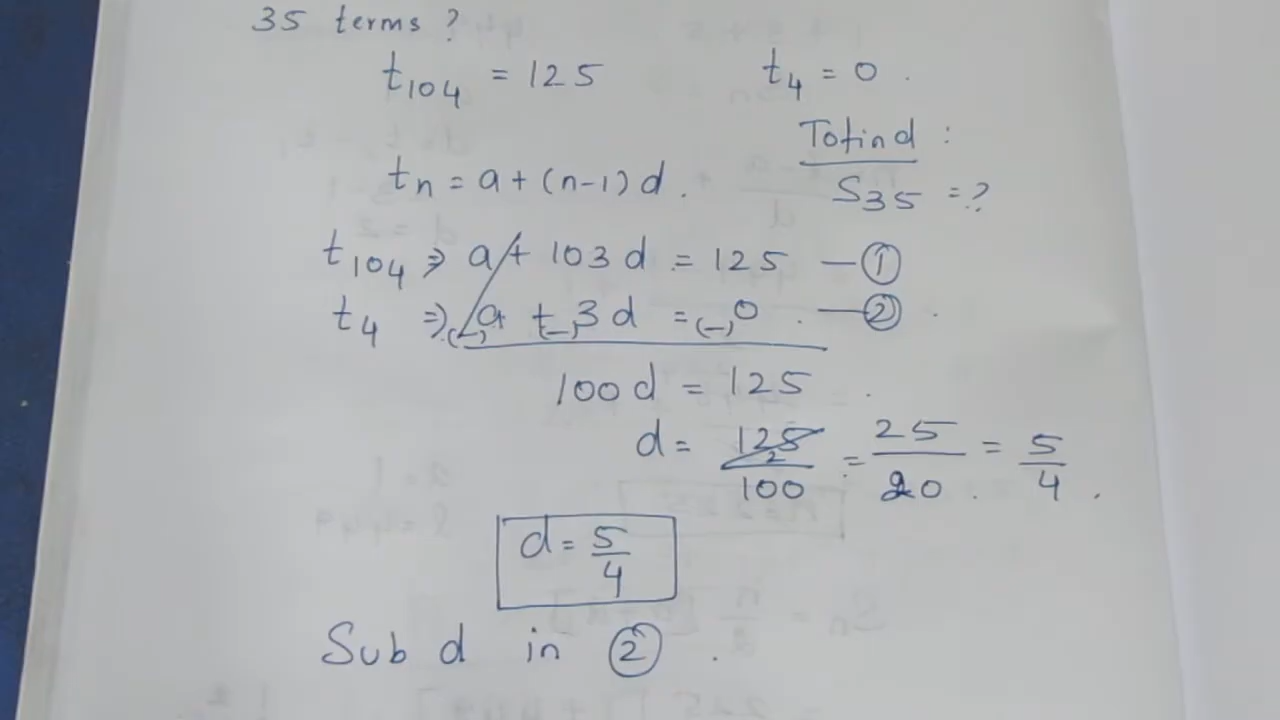 35 terms ?
t104 = 125 t4 = 0 .
Tofind :
tn = a + (n-1) d . S35 = ?
t104 ⇒ a + 103 d = 125 — ①
t4 ⇒ (-) a + (-) 3 d = (-) 0 . — ② .
100 d = 125 .
d = 125/100 = 25/20 = 5/4 .
d = 5/4
Sub d in ② .